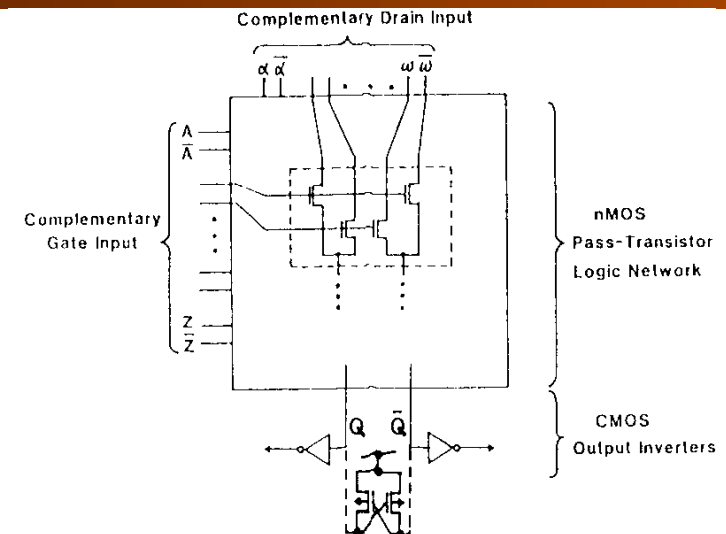 Complementary Drain Input
α ᾱ ω ω̄
A
Ā
Complementary
Gate Input
Z
Z̄
nMOS
Pass-Transistor
Logic Network
Q Q̄
CMOS
Output Inverters